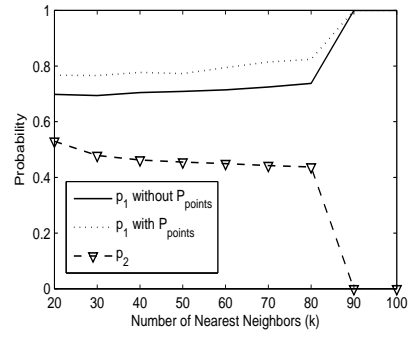 1
0.8
0.6
0.4
0.2
0
Probability
p1 without Ppoints
p1 with Ppoints
p2
20 30 40 50 60 70 80 90 100
Number of Nearest Neighbors (k)